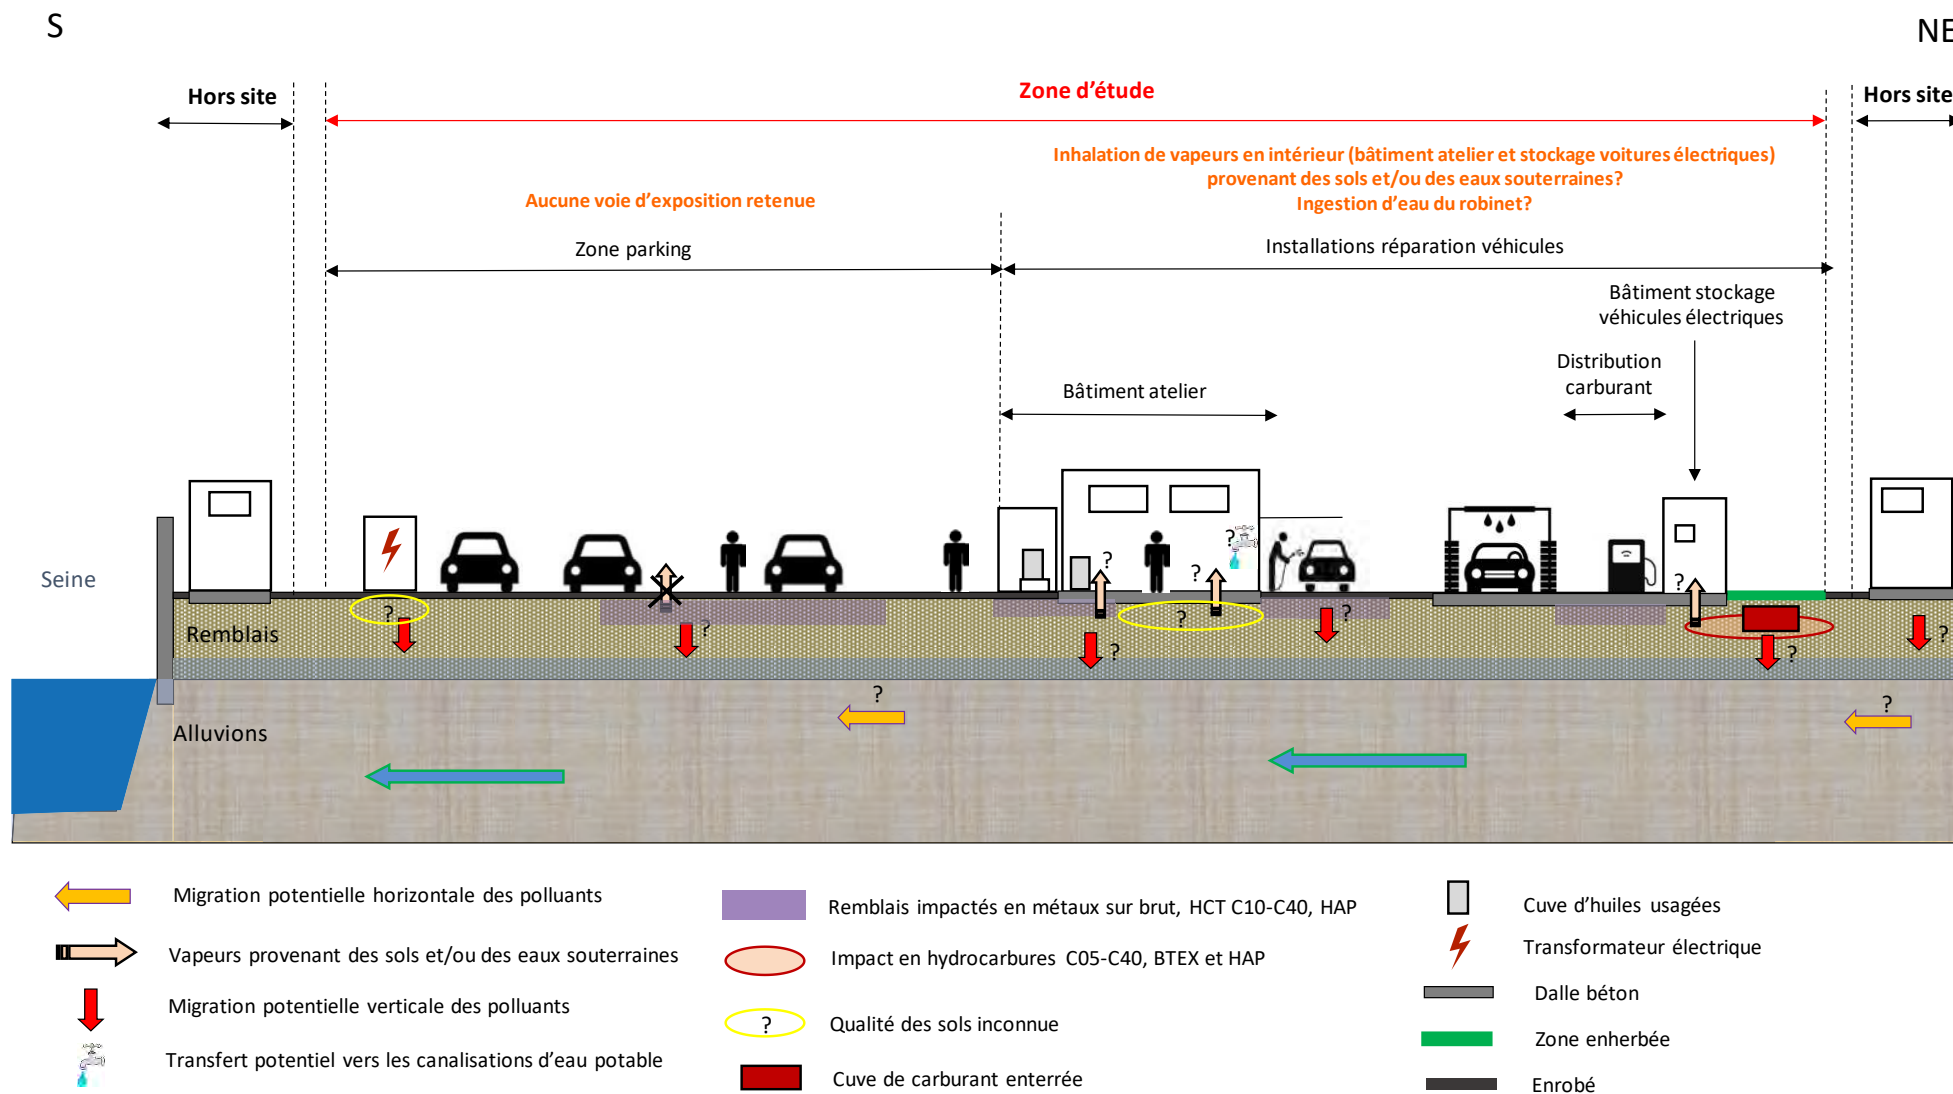 S
NE
Hors site
Zone d'étude
Hors site
Inhalation de vapeurs en intérieur (bâtiment atelier et stockage voitures électriques)
provenant des sols et/ou des eaux souterraines?
Ingestion d'eau du robinet?
Aucune voie d'exposition retenue
Zone parking
Installations réparation véhicules
Bâtiment stockage
véhicules électriques
Distribution
carburant
Bâtiment atelier
?
?
?
?
Seine
?
?
?
?
?
?
?
?
Remblais
?
?
Alluvions
Migration potentielle horizontale des polluants
Vapeurs provenant des sols et/ou des eaux souterraines
Migration potentielle verticale des polluants
Transfert potentiel vers les canalisations d'eau potable
Remblais impactés en métaux sur brut, HCT C10-C40, HAP
Impact en hydrocarbures C05-C40, BTEX et HAP
?
Qualité des sols inconnue
Cuve de carburant enterrée
Cuve d'huiles usagées
Transformateur électrique
Dalle béton
Zone enherbée
Enrobé